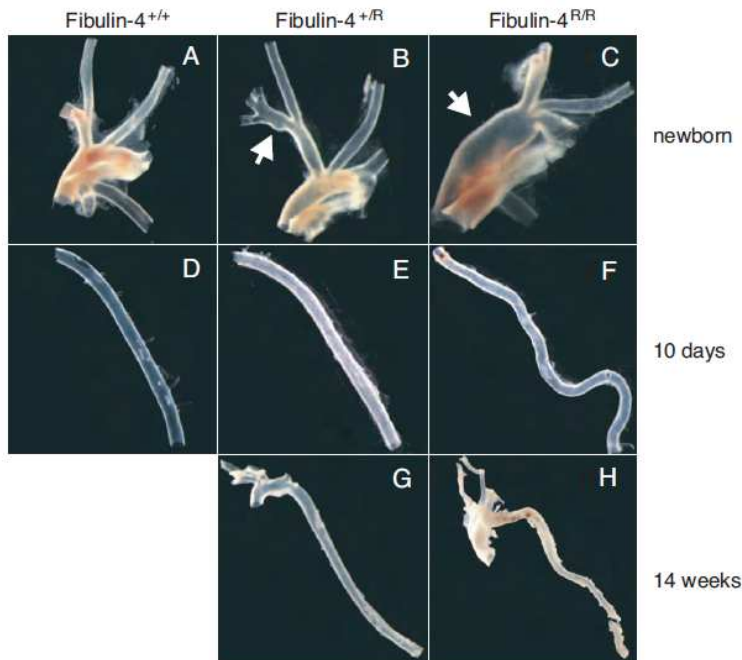 Fibulin-4+/+ Fibulin-4+/R Fibulin-4R/R
A B C newborn
D E F 10 days
G H 14 weeks